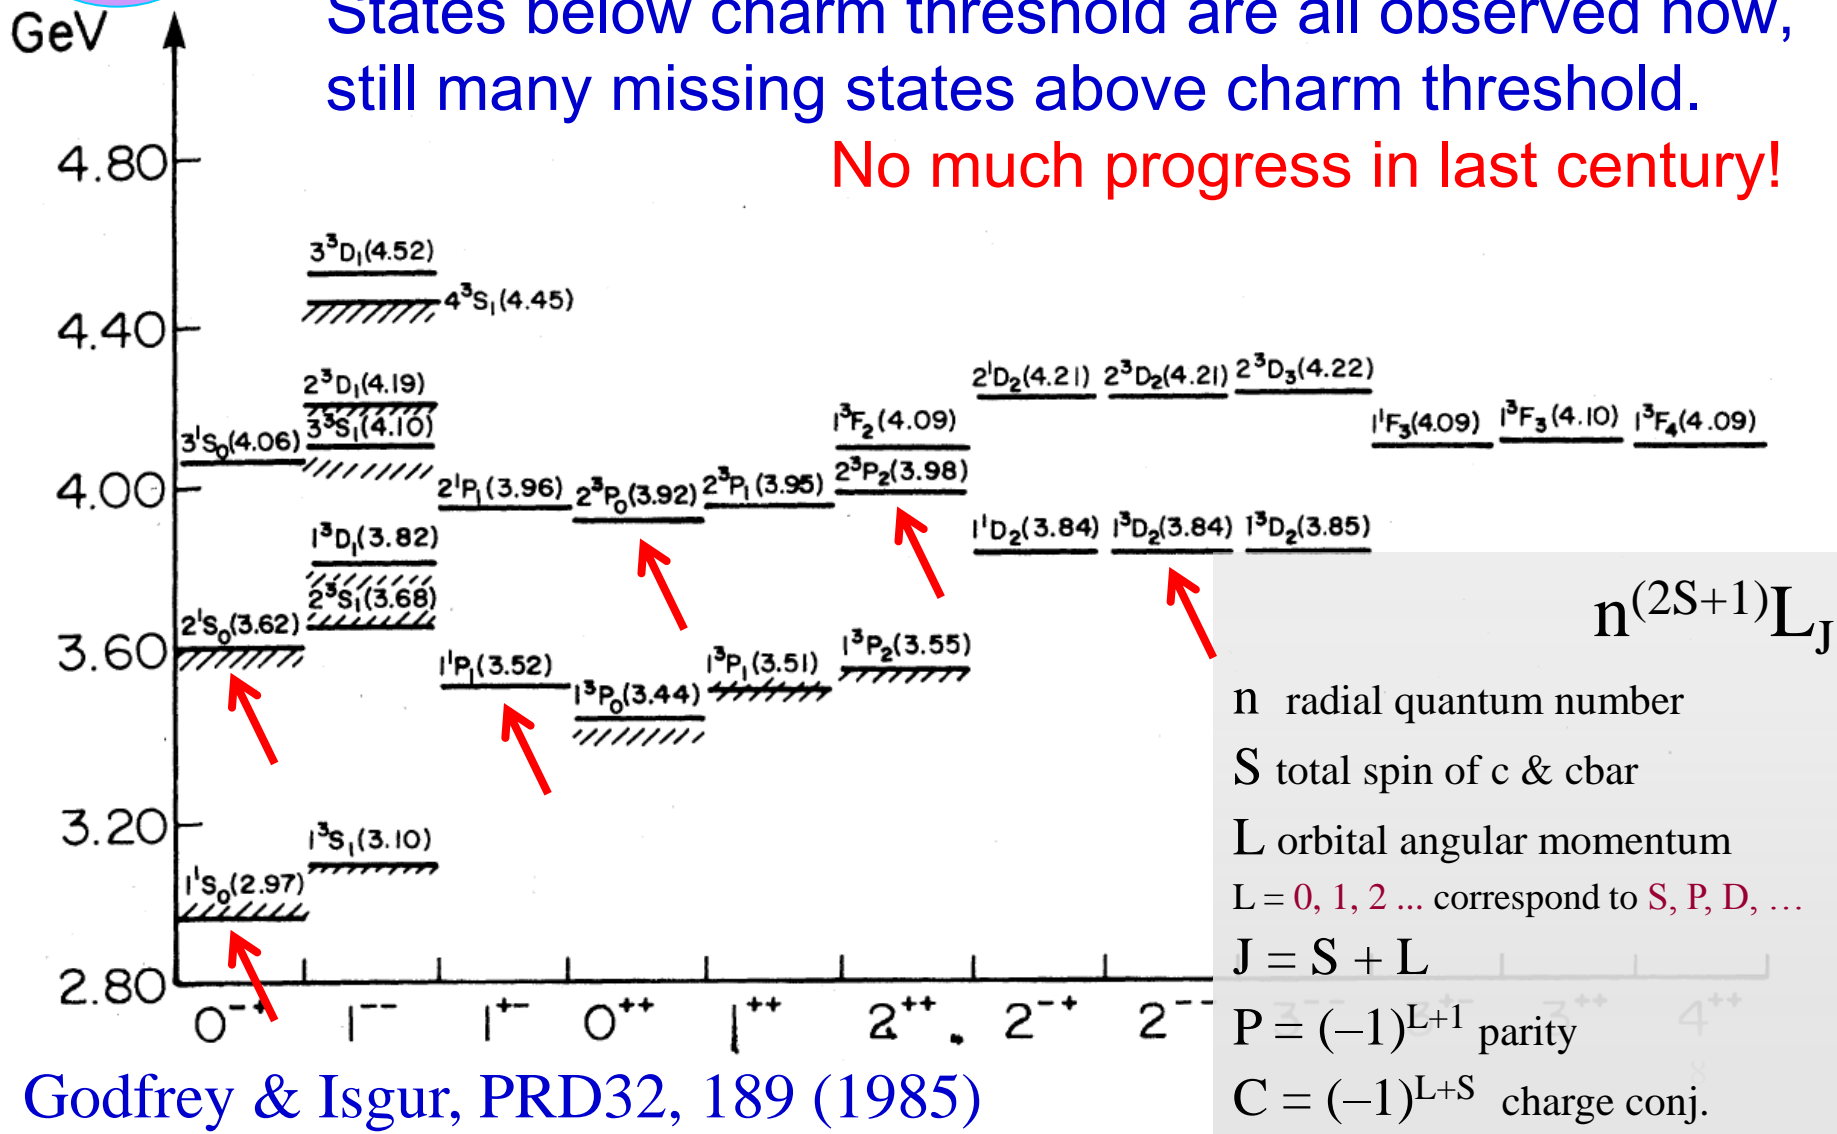 States below charm threshold are all observed now,
still many missing states above charm threshold.
No much progress in last century!
GeV
4.80
4.40
4.00
3.60
3.20
2.80
3³D₁(4.52)
4³S₁(4.45)
2³D₁(4.19)
3¹S₀(4.06) 3³S₁(4.10)
1³F₂(4.09)
2¹D₂(4.21) 2³D₂(4.21) 2³D₃(4.22)
1¹F₃(4.09) 1³F₃(4.10) 1³F₄(4.09)
2¹P₁(3.96) 2³P₀(3.92) 2³P₁(3.95) 2³P₂(3.98)
1³D₁(3.82)
1¹D₂(3.84) 1³D₂(3.84) 1³D₂(3.85)
2¹S₀(3.62) 2³S₁(3.68)
1¹P₁(3.52) 1³P₀(3.44) 1³P₁(3.51) 1³P₂(3.55)
1¹S₀(2.97) 1³S₁(3.10)
0⁻⁺ 1⁻⁻ 1⁺⁻ 0⁺⁺ 1⁺⁺ 2⁺⁺ 2⁻⁺ 2⁻⁻ 3⁻⁻ 3⁺⁻ 3⁺⁺ 4⁺⁺
n⁽²ˢ⁺¹⁾L_J
n radial quantum number
S total spin of c & cbar
L orbital angular momentum
L = 0, 1, 2 ... correspond to S, P, D, …
J = S + L
P = (–1)ᴸ⁺¹ parity
C = (–1)ᴸ⁺ˢ charge conj.
Godfrey & Isgur, PRD32, 189 (1985)